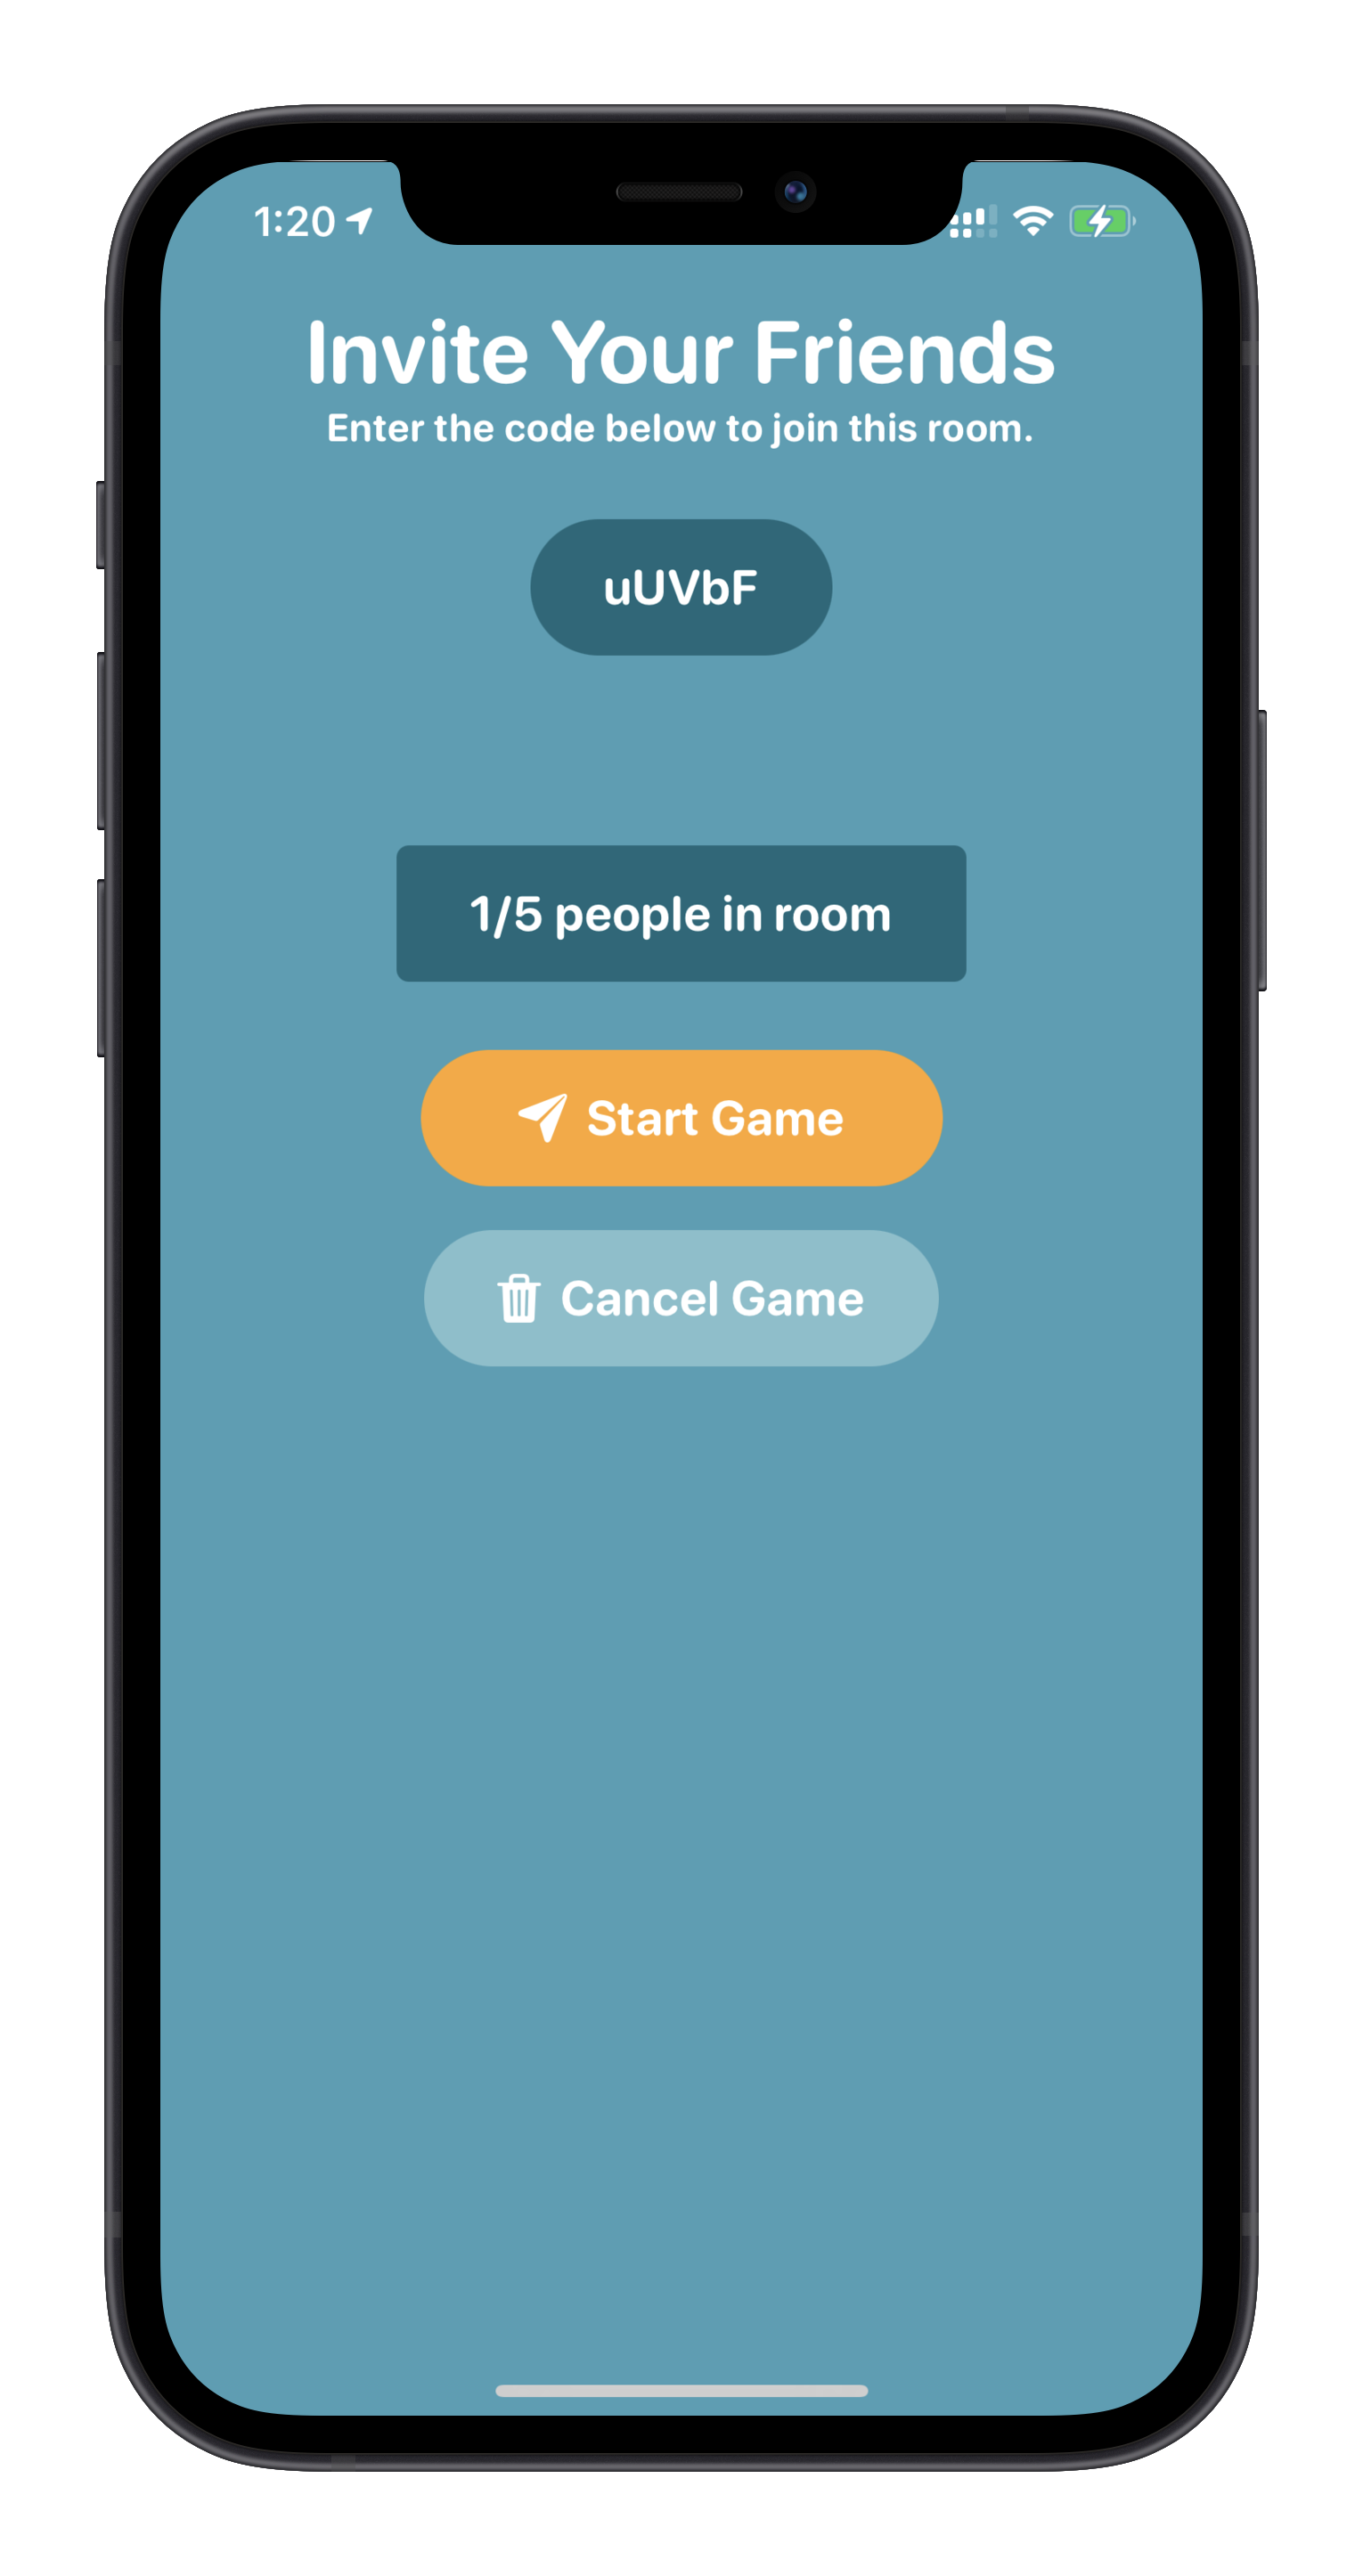 1:20
Invite Your Friends
Enter the code below to join this room.
uUVbF
1/5 people in room
Start Game
Cancel Game